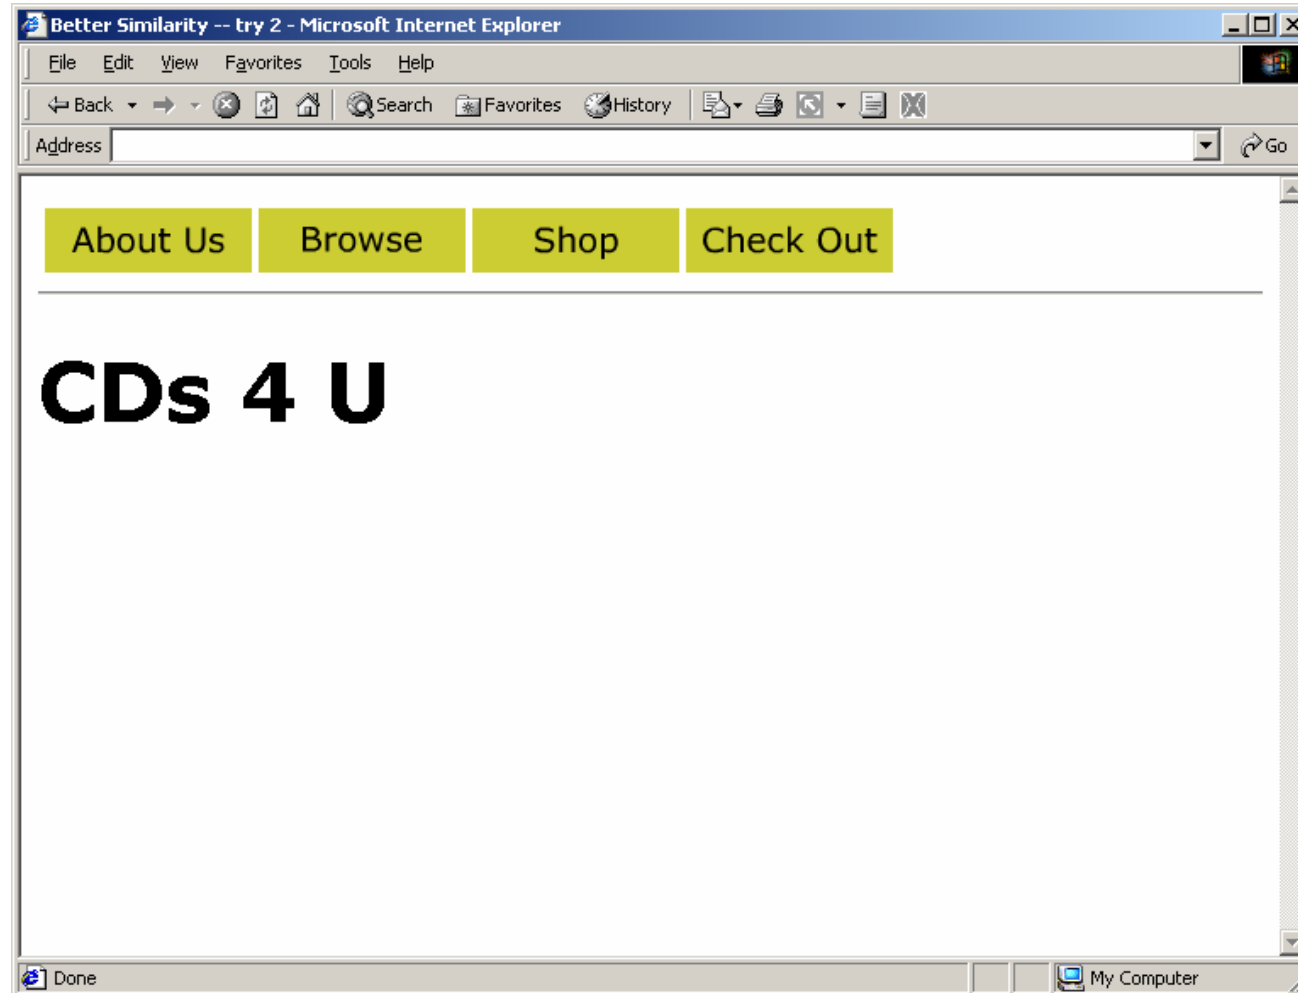 Better Similarity -- try 2 - Microsoft Internet Explorer
File Edit View Favorites Tools Help
Back Search Favorites History
Address Go
About Us Browse Shop Check Out
CDs 4 U
Done My Computer